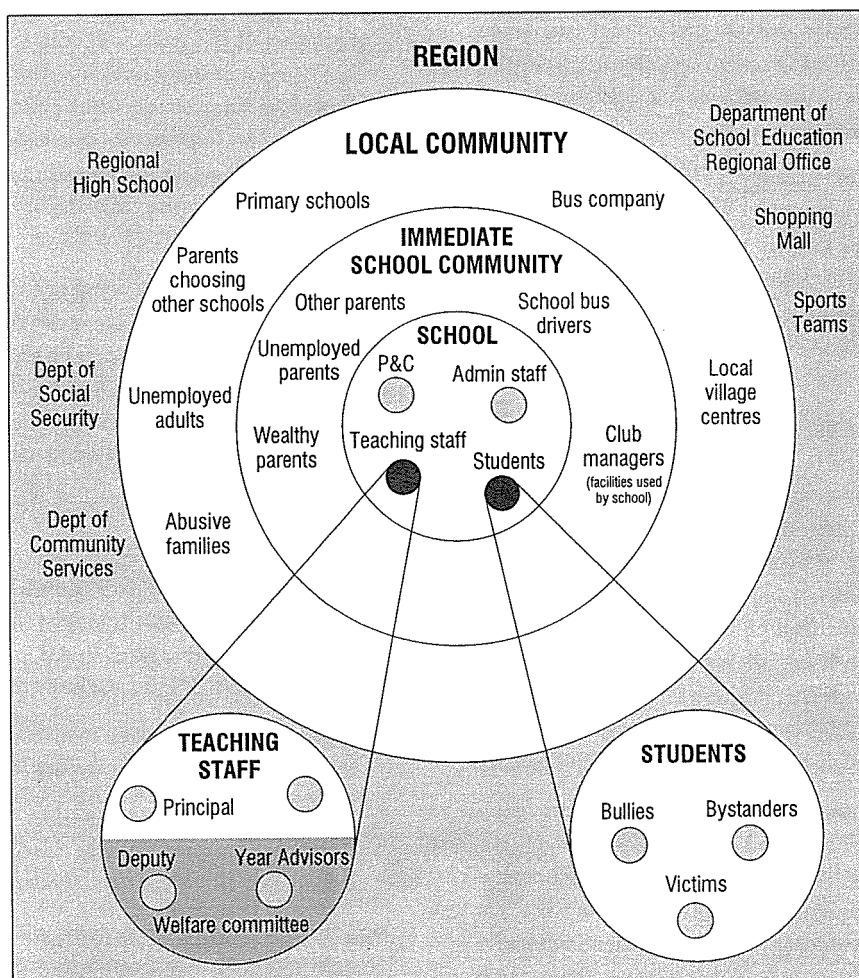 REGION
Department of
School Education
Regional Office
LOCAL COMMUNITY
Regional
High School
Primary schools
Bus company
Shopping
Mall
IMMEDIATE
SCHOOL COMMUNITY
Parents
choosing
other schools
Other parents
School bus
drivers
Sports
Teams
SCHOOL
Unemployed
parents
P&C
Admin staff
Dept of
Social
Security
Unemployed
adults
Local
village
centres
Wealthy
parents
Teaching staff
Students
Club
managers
(facilities used
by school)
Dept of
Community
Services
Abusive
families
TEACHING
STAFF
Principal
Deputy
Year Advisors
Welfare committee
STUDENTS
Bullies
Bystanders
Victims